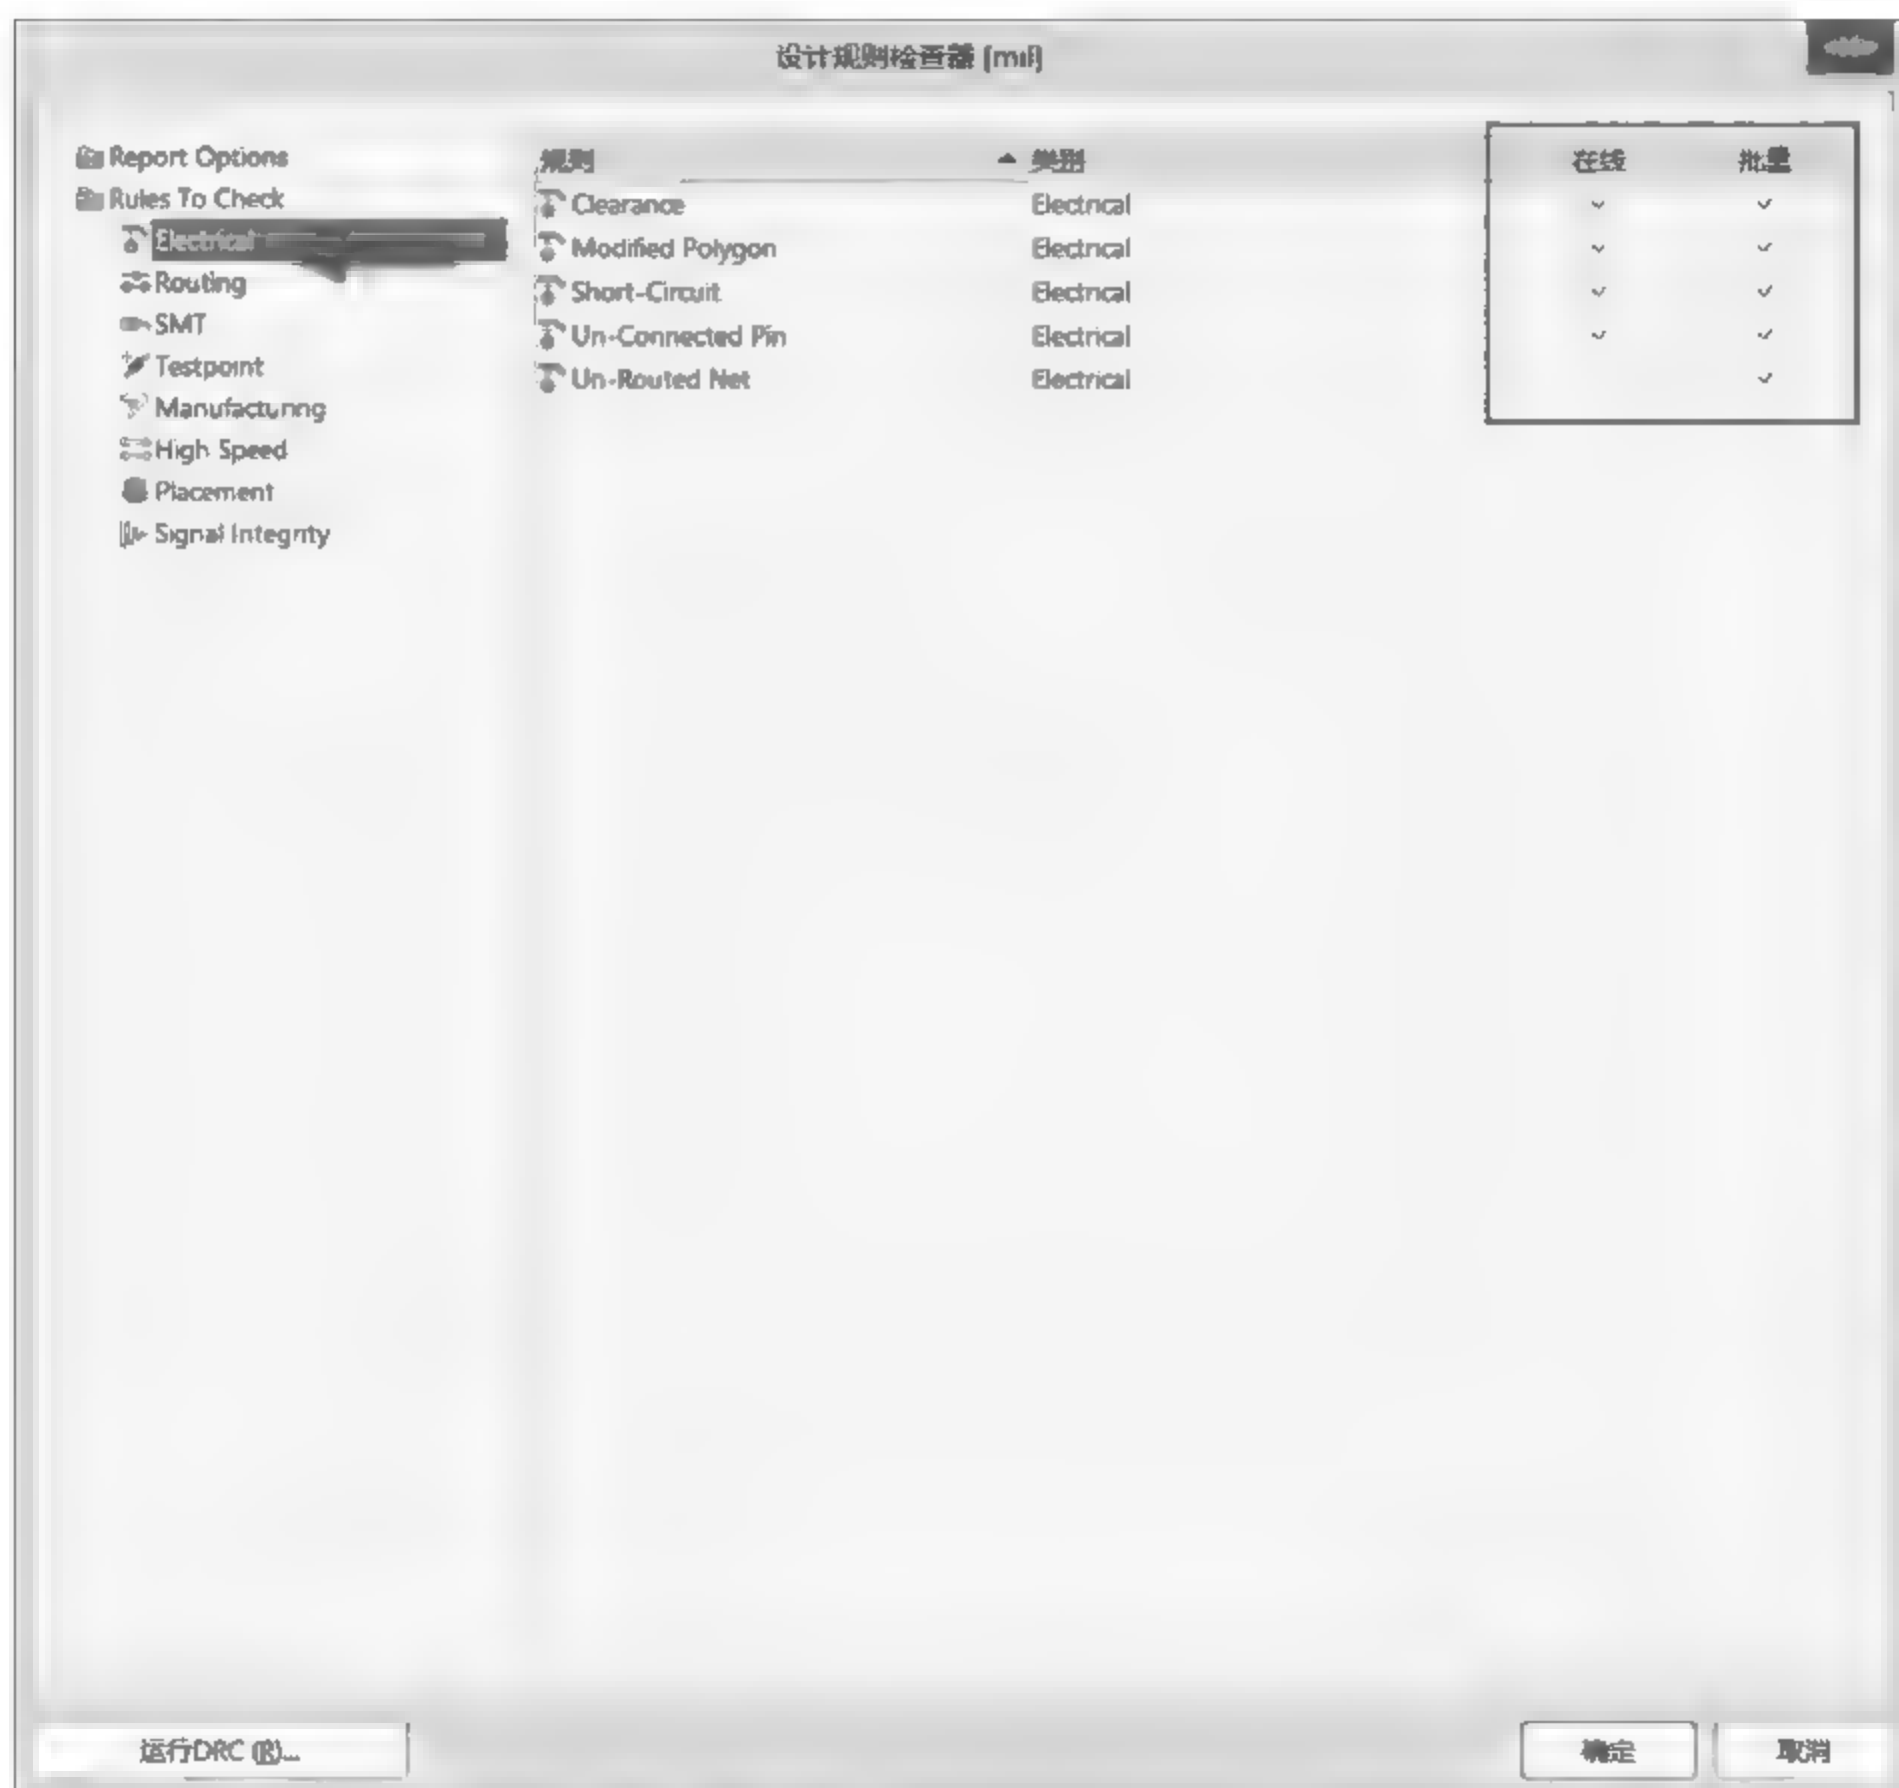 设计规则检查器 [mil]
Report Options
Rules To Check
Electrical
Routing
SMT
Testpoint
Manufacturing
High Speed
Placement
Signal Integrity
规则 类别 在线 批量
Clearance Electrical
Modified Polygon Electrical
Short-Circuit Electrical
Un-Connected Pin Electrical
Un-Routed Net Electrical
运行DRC (R)... 确定 取消